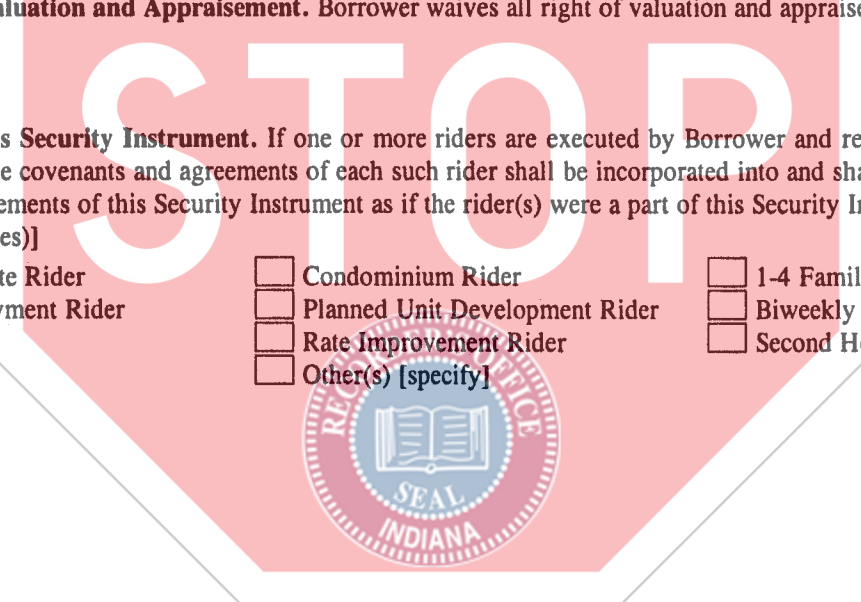 aluation and Appraisement. Borrower waives all right of valuation and appraise
STOP
s Security Instrument. If one or more riders are executed by Borrower and re
e covenants and agreements of each such rider shall be incorporated into and sha
ements of this Security Instrument as if the rider(s) were a part of this Security In
es)]
te Rider Condominium Rider 1-4 Famil
yment Rider Planned Unit Development Rider Biweekly
Rate Improvement Rider Second Ho
Other(s) [specify]
RECORDER'S OFFICE
SEAL
INDIANA